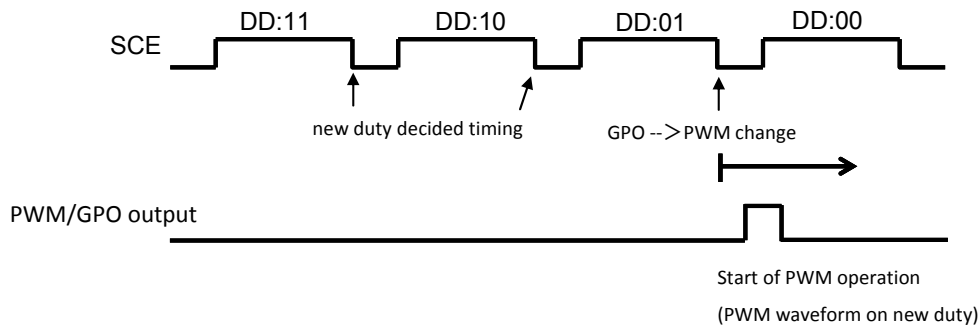 DD:11 DD:10 DD:01 DD:00
SCE
new duty decided timing
GPO -->PWM change
PWM/GPO output
Start of PWM operation
(PWM waveform on new duty)